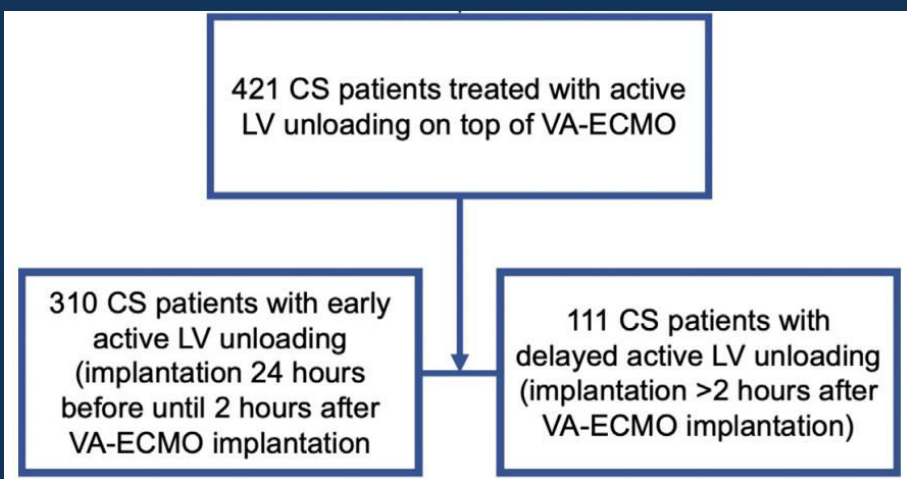 421 CS patients treated with active
LV unloading on top of VA-ECMO
310 CS patients with early
active LV unloading
(implantation 24 hours
before until 2 hours after
VA-ECMO implantation
111 CS patients with
delayed active LV unloading
(implantation >2 hours after
VA-ECMO implantation)